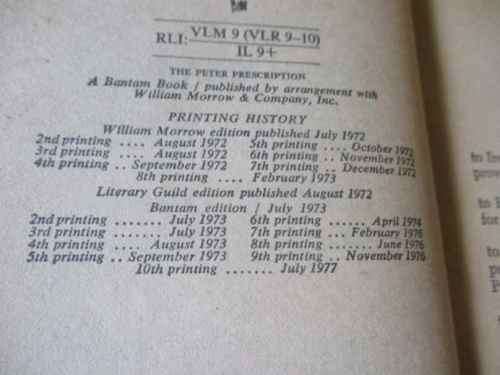 RLI: VLM 9 (VLR 9–10)
IL 9+
THE PETER PRESCRIPTION
A Bantam Book / published by arrangement with
William Morrow & Company, Inc.
PRINTING HISTORY
William Morrow edition published July 1972
2nd printing .... August 1972 5th printing .... October 1972
3rd printing .... August 1972 6th printing .. November 1972
4th printing .. September 1972 7th printing .. December 1972
8th printing .... February 1973
Literary Guild edition published August 1972
Bantam edition / July 1973
2nd printing ....... July 1973 6th printing ..... April 1974
3rd printing ....... July 1973 7th printing .. February 1976
4th printing ..... August 1973 8th printing ..... June 1976
5th printing .. September 1973 9th printing .. November 1976
10th printing ....... July 1977
to
prov
to
for
to